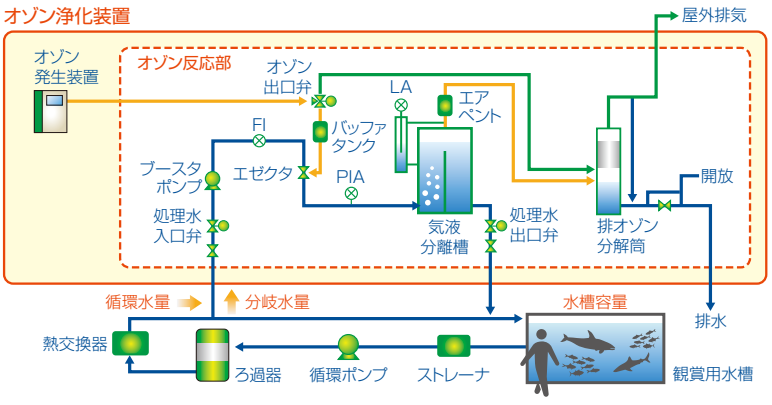 オゾン浄化装置
屋外排気
オゾン
発生装置
オゾン反応部
オゾン
出口弁
LA
エア
ベント
FI
バッファ
タンク
ブースタ
ポンプ
エゼクタ
PIA
開放
処理水
入口弁
気液
分離槽
処理水
出口弁
排オゾン
分解筒
循環水量
分岐水量
水槽容量
排水
熱交換器
ろ過器
循環ポンプ
ストレーナ
観賞用水槽